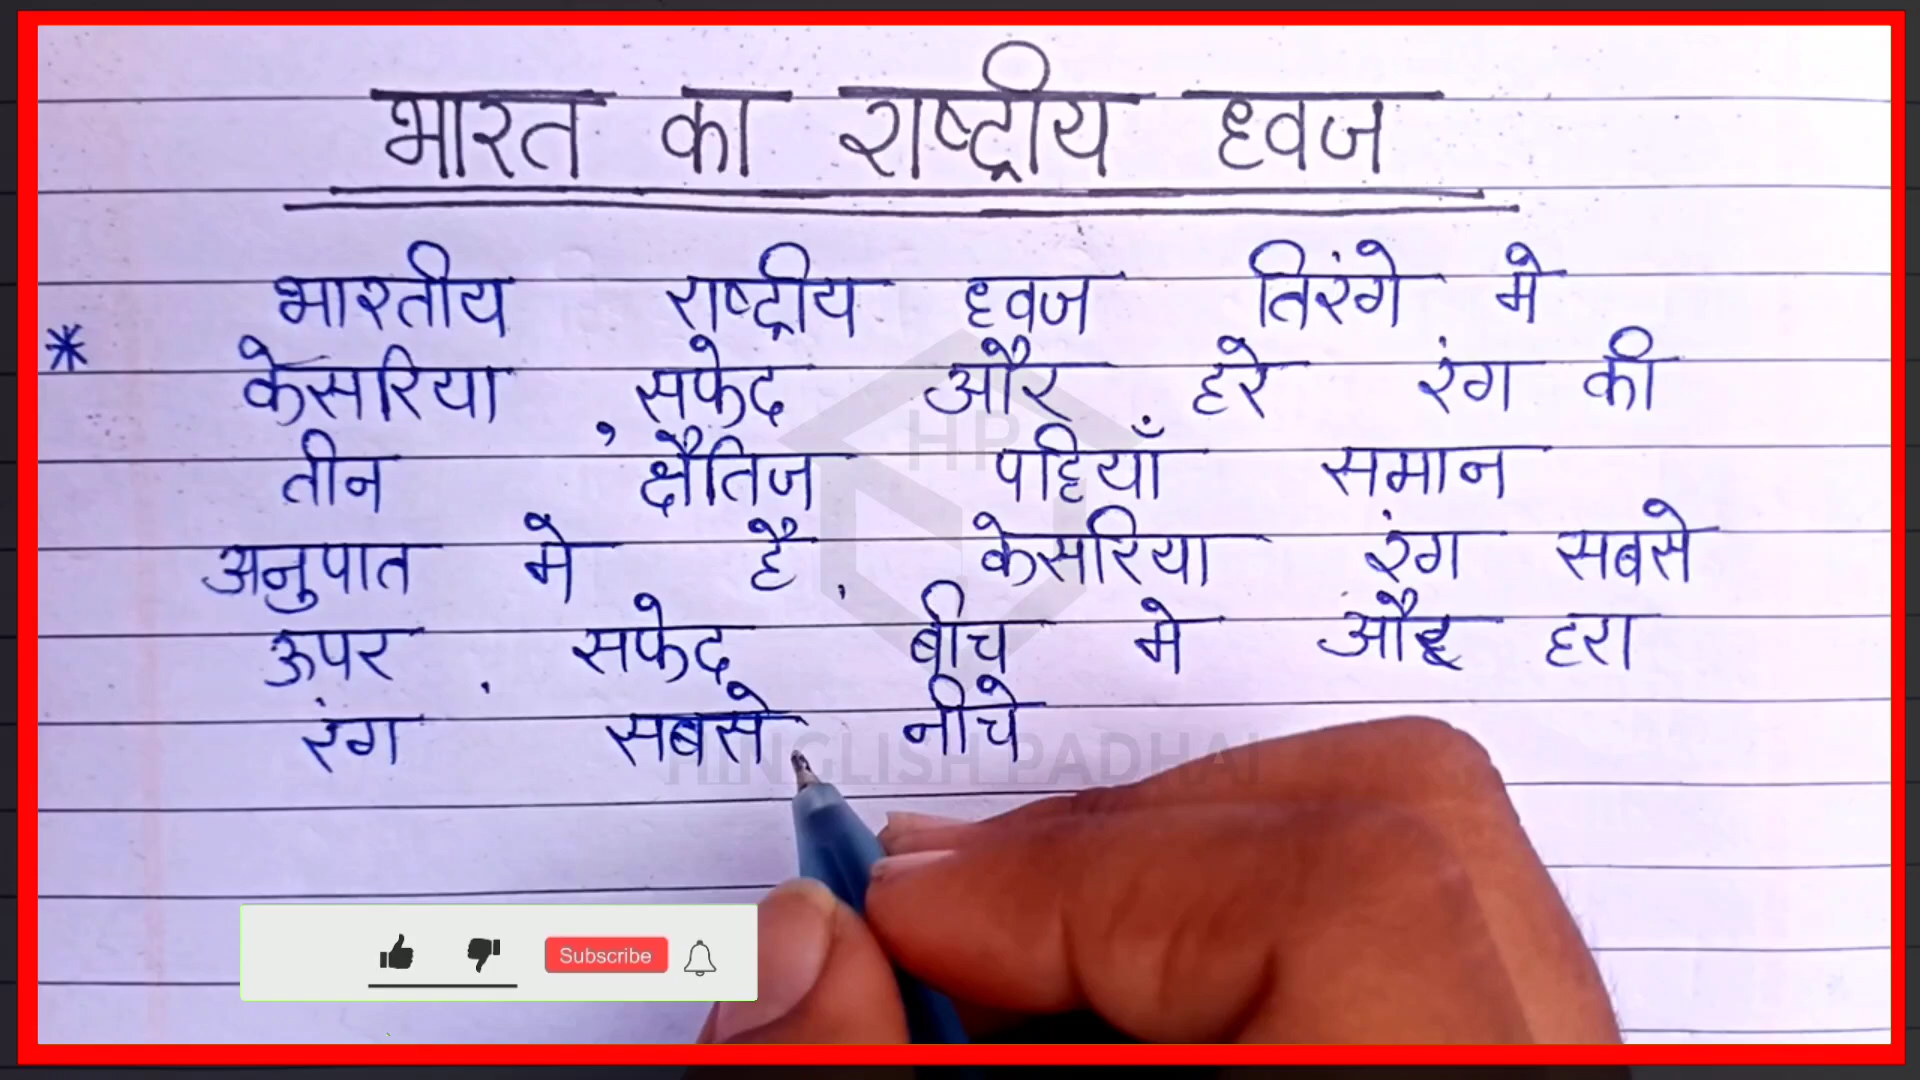 भारत का राष्ट्रीय ध्वज
भारतीय राष्ट्रीय ध्वज तिरंगे मे
* केसरिया , सफेद और हरे रंग की
तीन क्षैतिज पट्टियाँ समान
अनुपात मे है . केसरिया रंग सबसे
ऊपर . सफेद बीच मे और हरा
रंग सबसे नीचे
HP
HINGLISH PADHAI
Subscribe